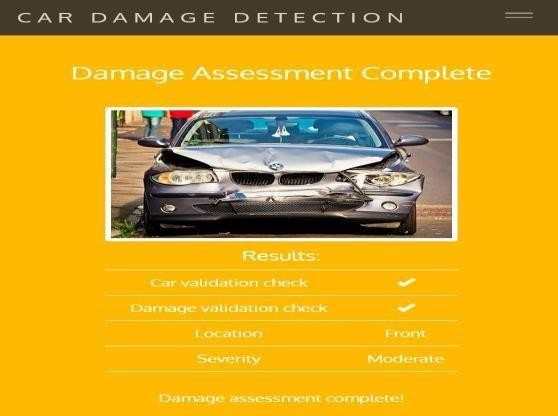 CAR DAMAGE DETECTION
Damage Assessment Complete
Results:
Car validation check ✔
Damage validation check ✔
Location Front
Severity Moderate
Damage assessment complete!